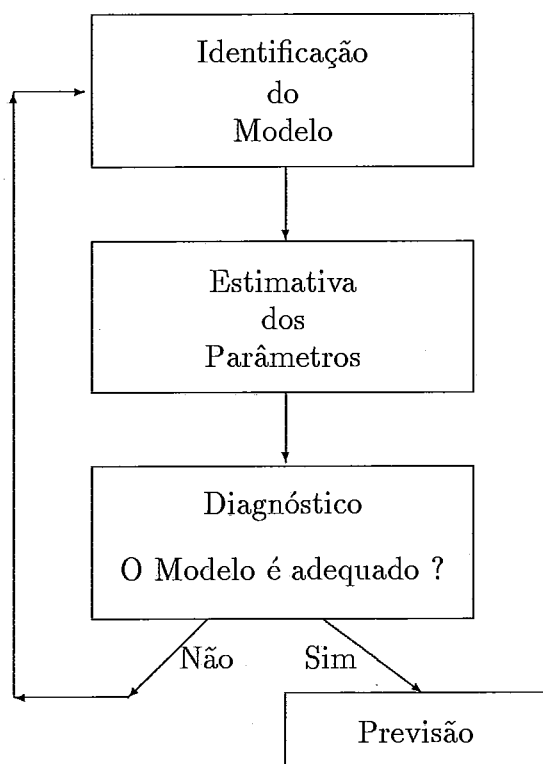 Identificação
do
Modelo
Estimativa
dos
Parâmetros
Diagnóstico
O Modelo é adequado ?
Não
Sim
Previsão